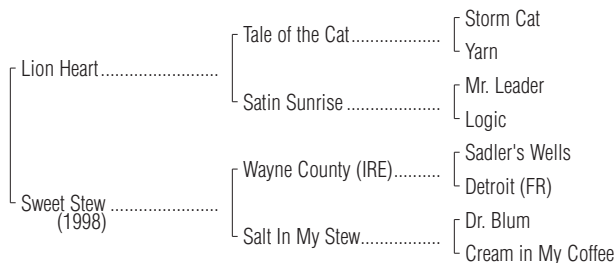 Storm Cat
Tale of the Cat....................
Yarn
Lion Heart..........................
Mr. Leader
Satin Sunrise .....................
Logic
Sadler's Wells
Wayne County (IRE)..........
Detroit (FR)
Sweet Stew ........................
(1998)
Dr. Blum
Salt In My Stew..................
Cream in My Coffee